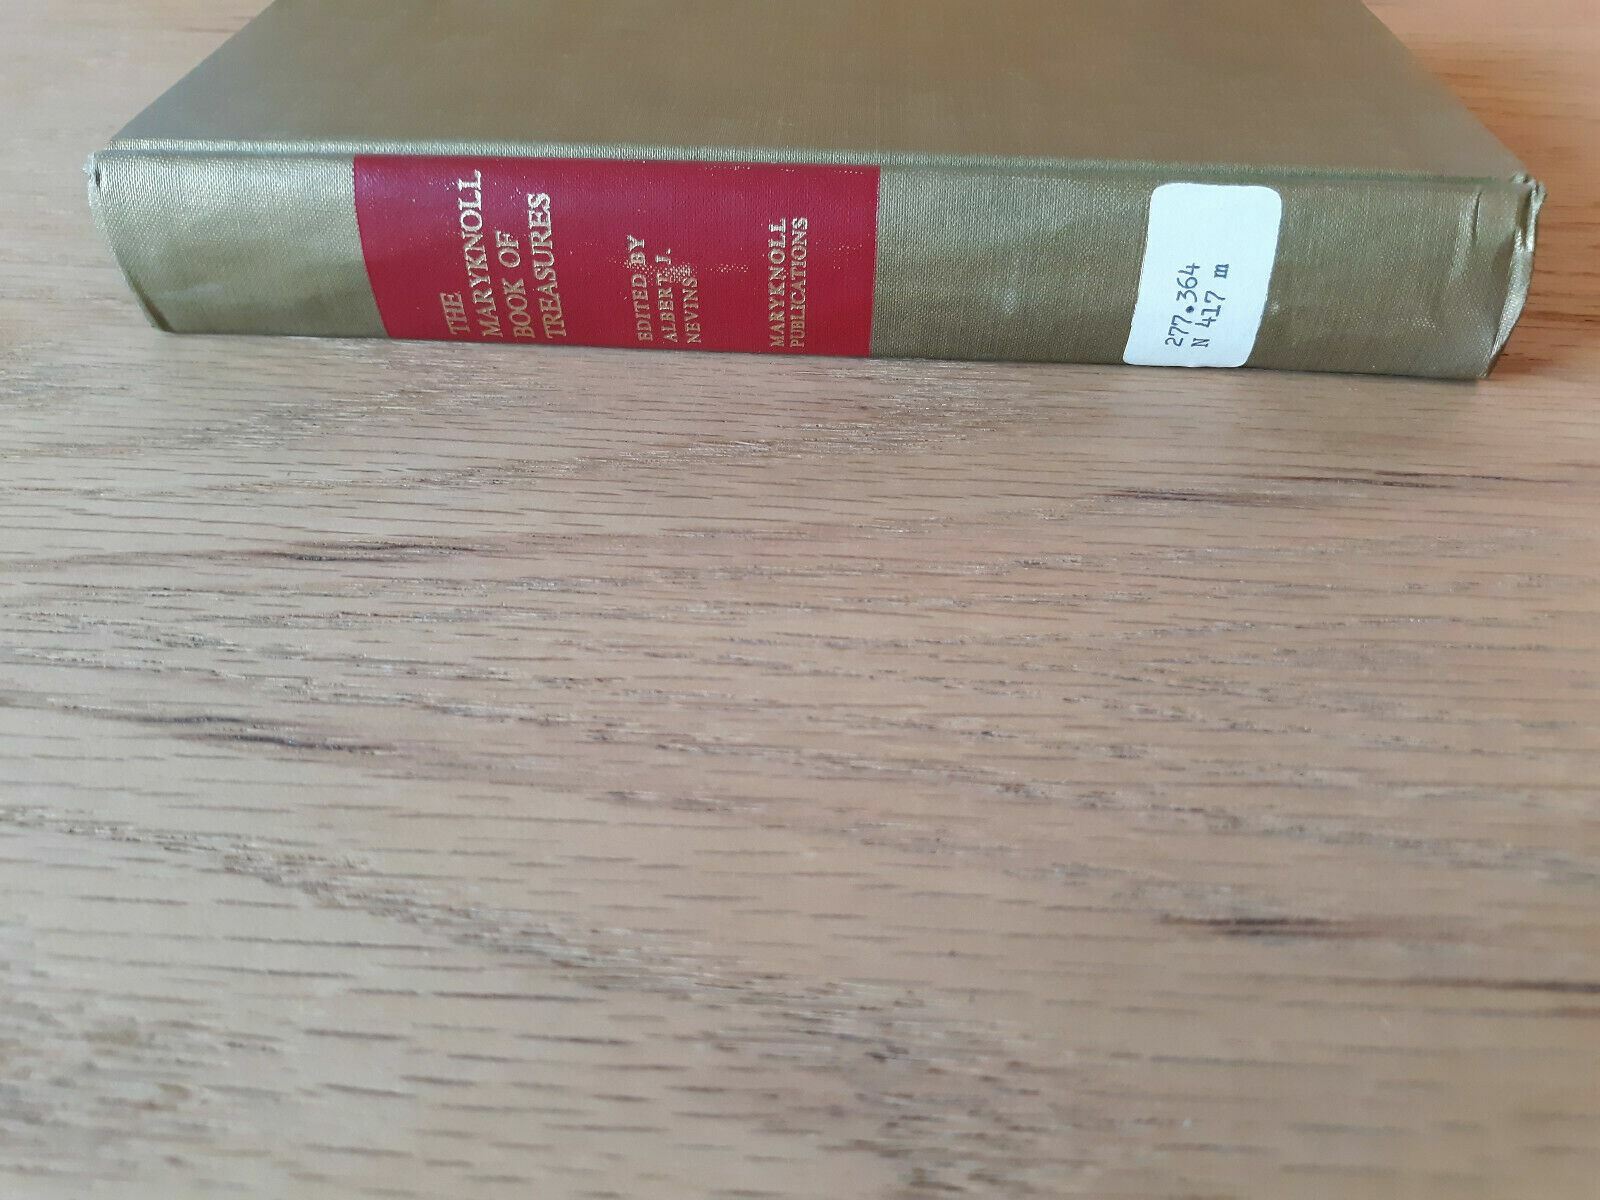 THE
MARYKNOLL
BOOK OF
TREASURES
EDITED BY
ALBERT J.
NEVINS
MARYKNOLL
PUBLICATIONS
277.364
N 417 m